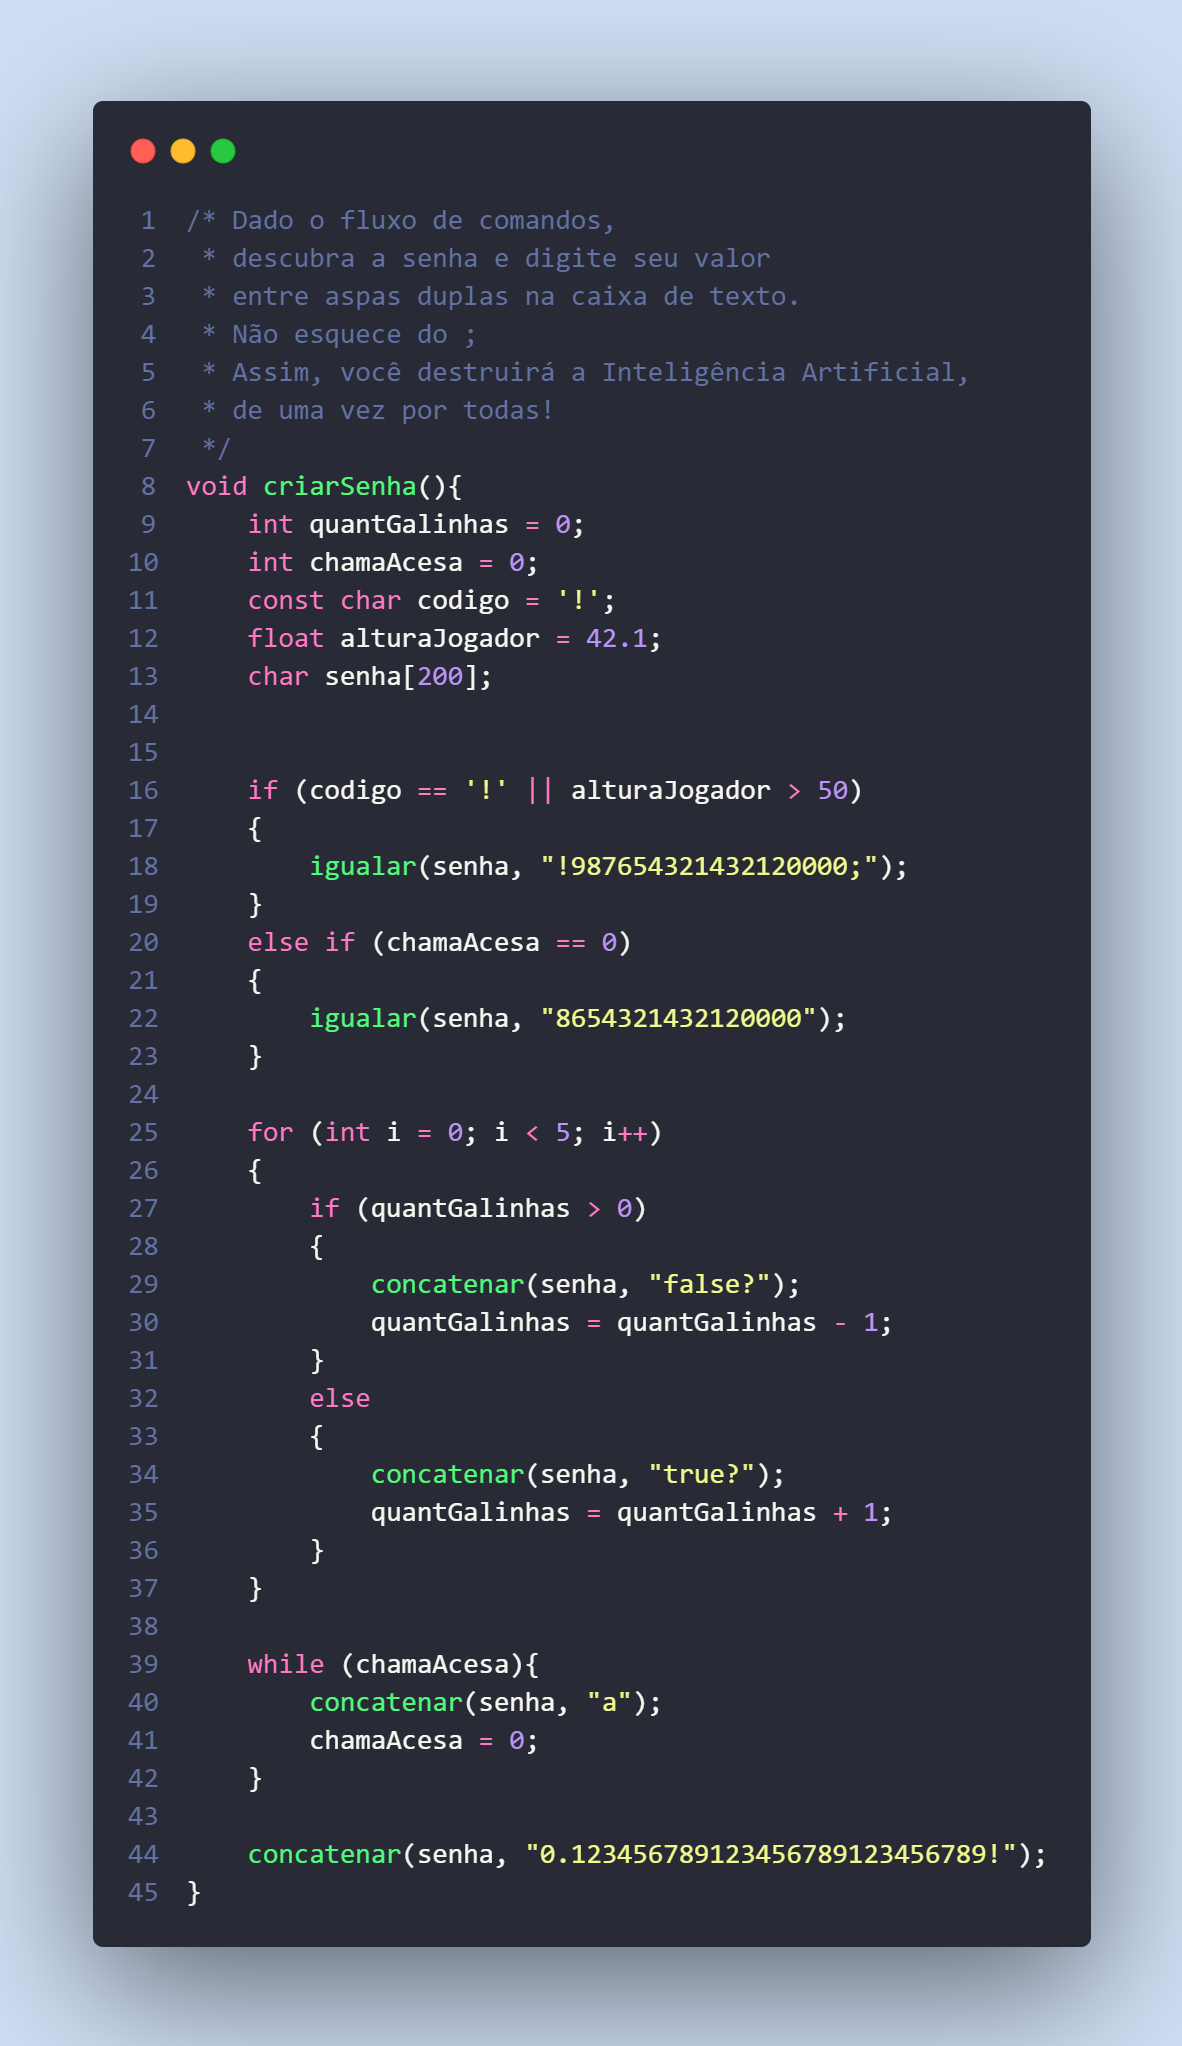 1 /* Dado o fluxo de comandos,
2  * descubra a senha e digite seu valor
3  * entre aspas duplas na caixa de texto.
4  * Não esquece do ;
5  * Assim, você destruirá a Inteligência Artificial,
6  * de uma vez por todas!
7  */
8 void criarSenha(){
9     int quantGalinhas = 0;
10     int chamaAcesa = 0;
11     const char codigo = '!';
12     float alturaJogador = 42.1;
13     char senha[200];
14
15
16     if (codigo == '!' || alturaJogador > 50)
17     {
18         igualar(senha, "!987654321432120000;");
19     }
20     else if (chamaAcesa == 0)
21     {
22         igualar(senha, "8654321432120000");
23     }
24
25     for (int i = 0; i < 5; i++)
26     {
27         if (quantGalinhas > 0)
28         {
29             concatenar(senha, "false?");
30             quantGalinhas = quantGalinhas - 1;
31         }
32         else
33         {
34             concatenar(senha, "true?");
35             quantGalinhas = quantGalinhas + 1;
36         }
37     }
38
39     while (chamaAcesa){
40         concatenar(senha, "a");
41         chamaAcesa = 0;
42     }
43
44     concatenar(senha, "0.123456789123456789123456789!");
45 }